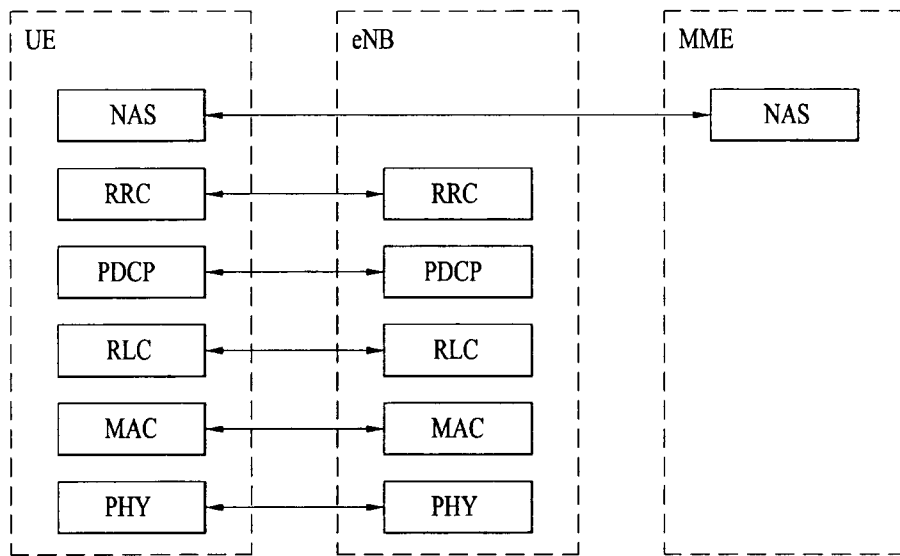 UE eNB MME
NAS NAS
RRC RRC
PDCP PDCP
RLC RLC
MAC MAC
PHY PHY